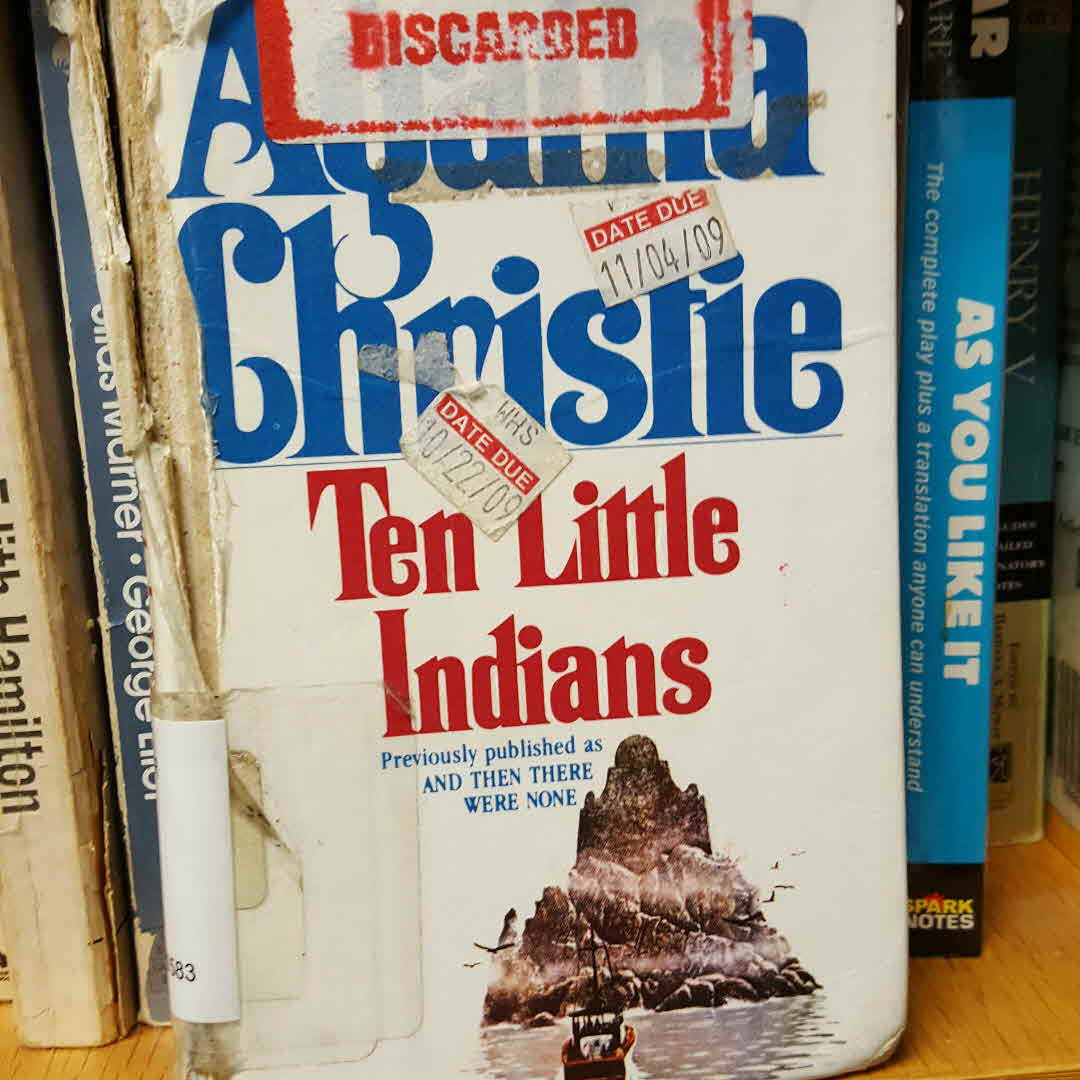 DISCARDED
Agatha
Christie
DATE DUE
11/04/09
WHS
DATE DUE
10/22/09
Ten Little
Indians
Previously published as
AND THEN THERE
WERE NONE
583
Edith Hamilton
Silas Marner • George Eliot
The complete play plus a translation anyone can understand
AS YOU LIKE IT
SPARK
NOTES
HENRY V